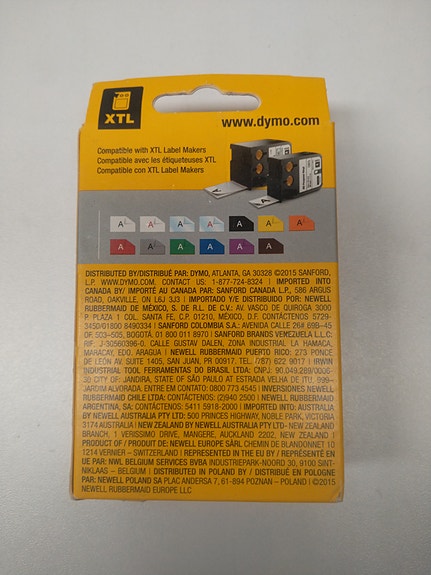 XTL
www.dymo.com
Compatible with XTL Label Makers
Compatible avec les étiqueteuses XTL
Compatible con XTL Label Makers
A A A A A A A
A A A A A A
DISTRIBUTED BY/DISTRIBUÉ PAR: DYMO, ATLANTA, GA 30328 ©2015 SANFORD,
L.P. WWW.DYMO.COM. CONTACT US: 1-877-724-8324 | IMPORTED INTO
CANADA BY/ IMPORTÉ AU CANADA PAR: SANFORD CANADA L.P., 586 ARGUS
ROAD, OAKVILLE, ON L6J 3J3 | IMPORTADO Y/E DISTRIBUIDO POR: NEWELL
RUBBERMAID DE MÉXICO, S. DE R.L. DE C.V.: AV. VASCO DE QUIROGA 3000
P. PLAZA 1 COL. SANTA FE, C.P. 01210, MÉXICO, D.F. CONTÁCTENOS 5729-
3450/01800 8490334 | SANFORD COLOMBIA S.A.: AVENIDA CALLE 26# 69B-45
OF. 503-505, BOGOTÁ. 01 800 011 8970 | SANFORD BRANDS VENEZUELA L.L.C:
RIF. J-30560396-0. CALLE GUSTAV DALEN, ZONA INDUSTRIAL LA HAMACA,
MARACAY, EDO, ARAGUA | NEWELL RUBBERMAID PUERTO RICO: 273 PONCE
DE LEON AV. SUITE 1405, SAN JUAN, PR 00917. TEL. (787) 622 9017 | IRWIN
INDUSTRIAL TOOL FERRAMENTAS DO BRASIL LTDA: CNPJ: 90.049.289/0006-
32) CITY OF: JANDIRA, STATE OF SÃO PAULO AT ESTRADA VELHA DE ITU, 999-
JARDIM ALVORADA. ENTRE EM CONTATO: 0800 773 4545 | INVERSIONES NEWELL
RUBBERMAID CHILE LTDA: CONTÁCTENOS: (2)940 2500 | NEWELL RUBBERMAID
ARGENTINA, SA: CONTÁCTENOS: 5411 5918-2000 | IMPORTED INTO: AUSTRALIA
BY NEWELL AUSTRALIA PTY LTD: 500 PRINCES HIGHWAY, NOBLE PARK, VICTORIA
3174 AUSTRALIA | NEW ZEALAND BY NEWELL AUSTRALIA PTY LTD- NEW ZEALAND
BRANCH, 1 VERISSIMO DRIVE, MANGERE, AUCKLAND 2202, NEW ZEALAND |
PRODUCT OF / PRODUIT DE: NEWELL EUROPE SÀRL CHEMIN DE BLANDONNET 10
1214 VERNIER – SWITZERLAND | REPRESENTED IN THE EU BY / REPRÉSENTÉ EN
UE PAR: NWL BELGIUM SERVICES BVBA INDUSTRIEPARK-NOORD 30, 9100 SINT-
NIKLAAS – BELGIUM | DISTRIBUTED IN POLAND BY / DISTRIBUÉ EN POLOGNE
PAR: NEWELL POLAND SA PLAC ANDERSA 7, 61-894 POZNAN – POLAND | ©2015
NEWELL RUBBERMAID EUROPE LLC